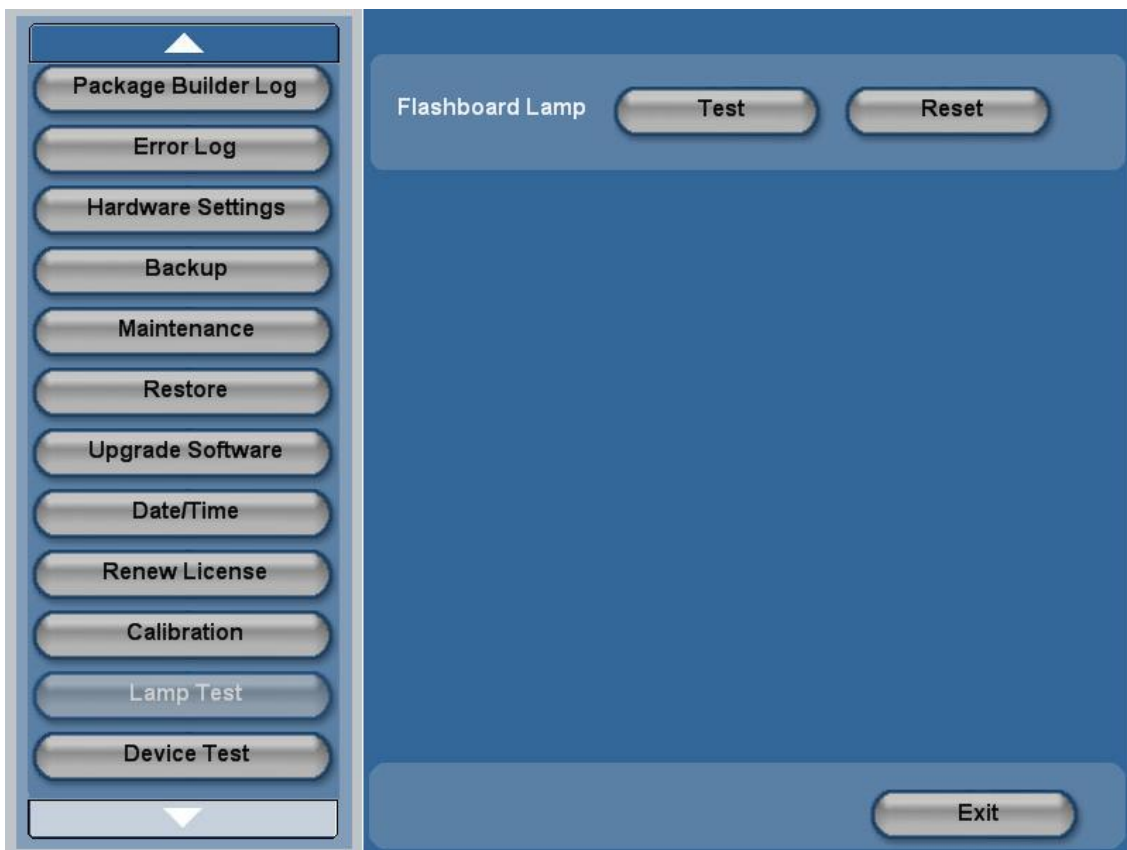 Package Builder Log
Error Log
Hardware Settings
Backup
Maintenance
Restore
Upgrade Software
Date/Time
Renew License
Calibration
Lamp Test
Device Test
Flashboard Lamp Test Reset
Exit